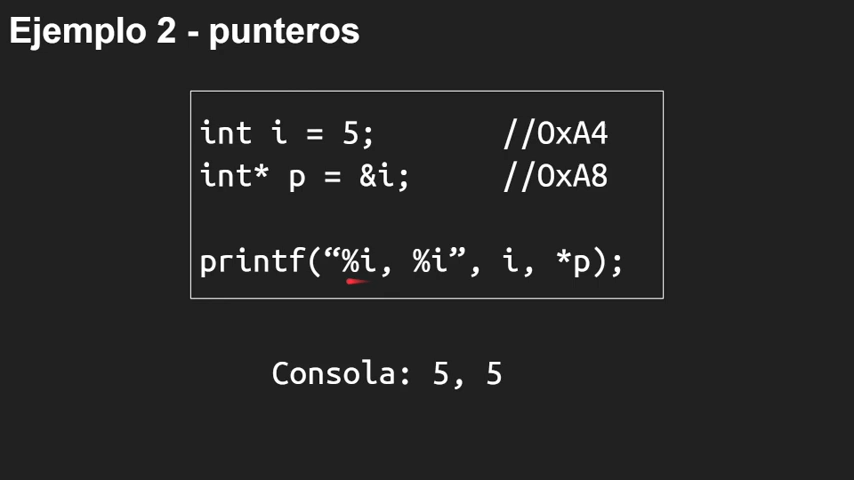 Ejemplo 2 - punteros
int i = 5; //0xA4
int* p = &i; //0xA8
printf(“%i, %i”, i, *p);
Consola: 5, 5